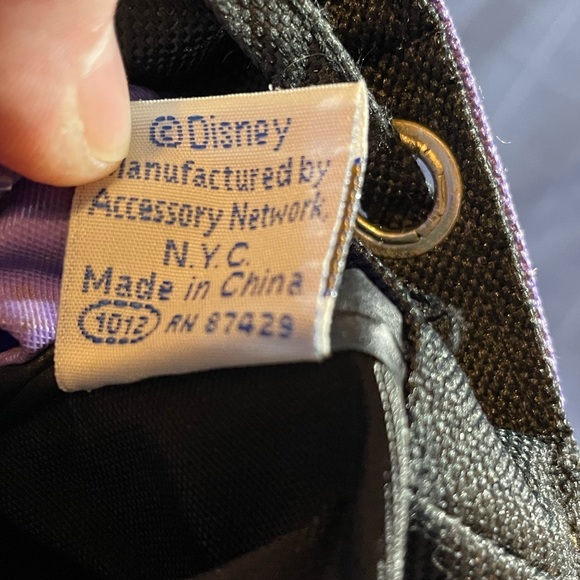 ©Disney
Manufactured by
Accessory Network,
N.Y.C.
Made in China
1012 RN 87429